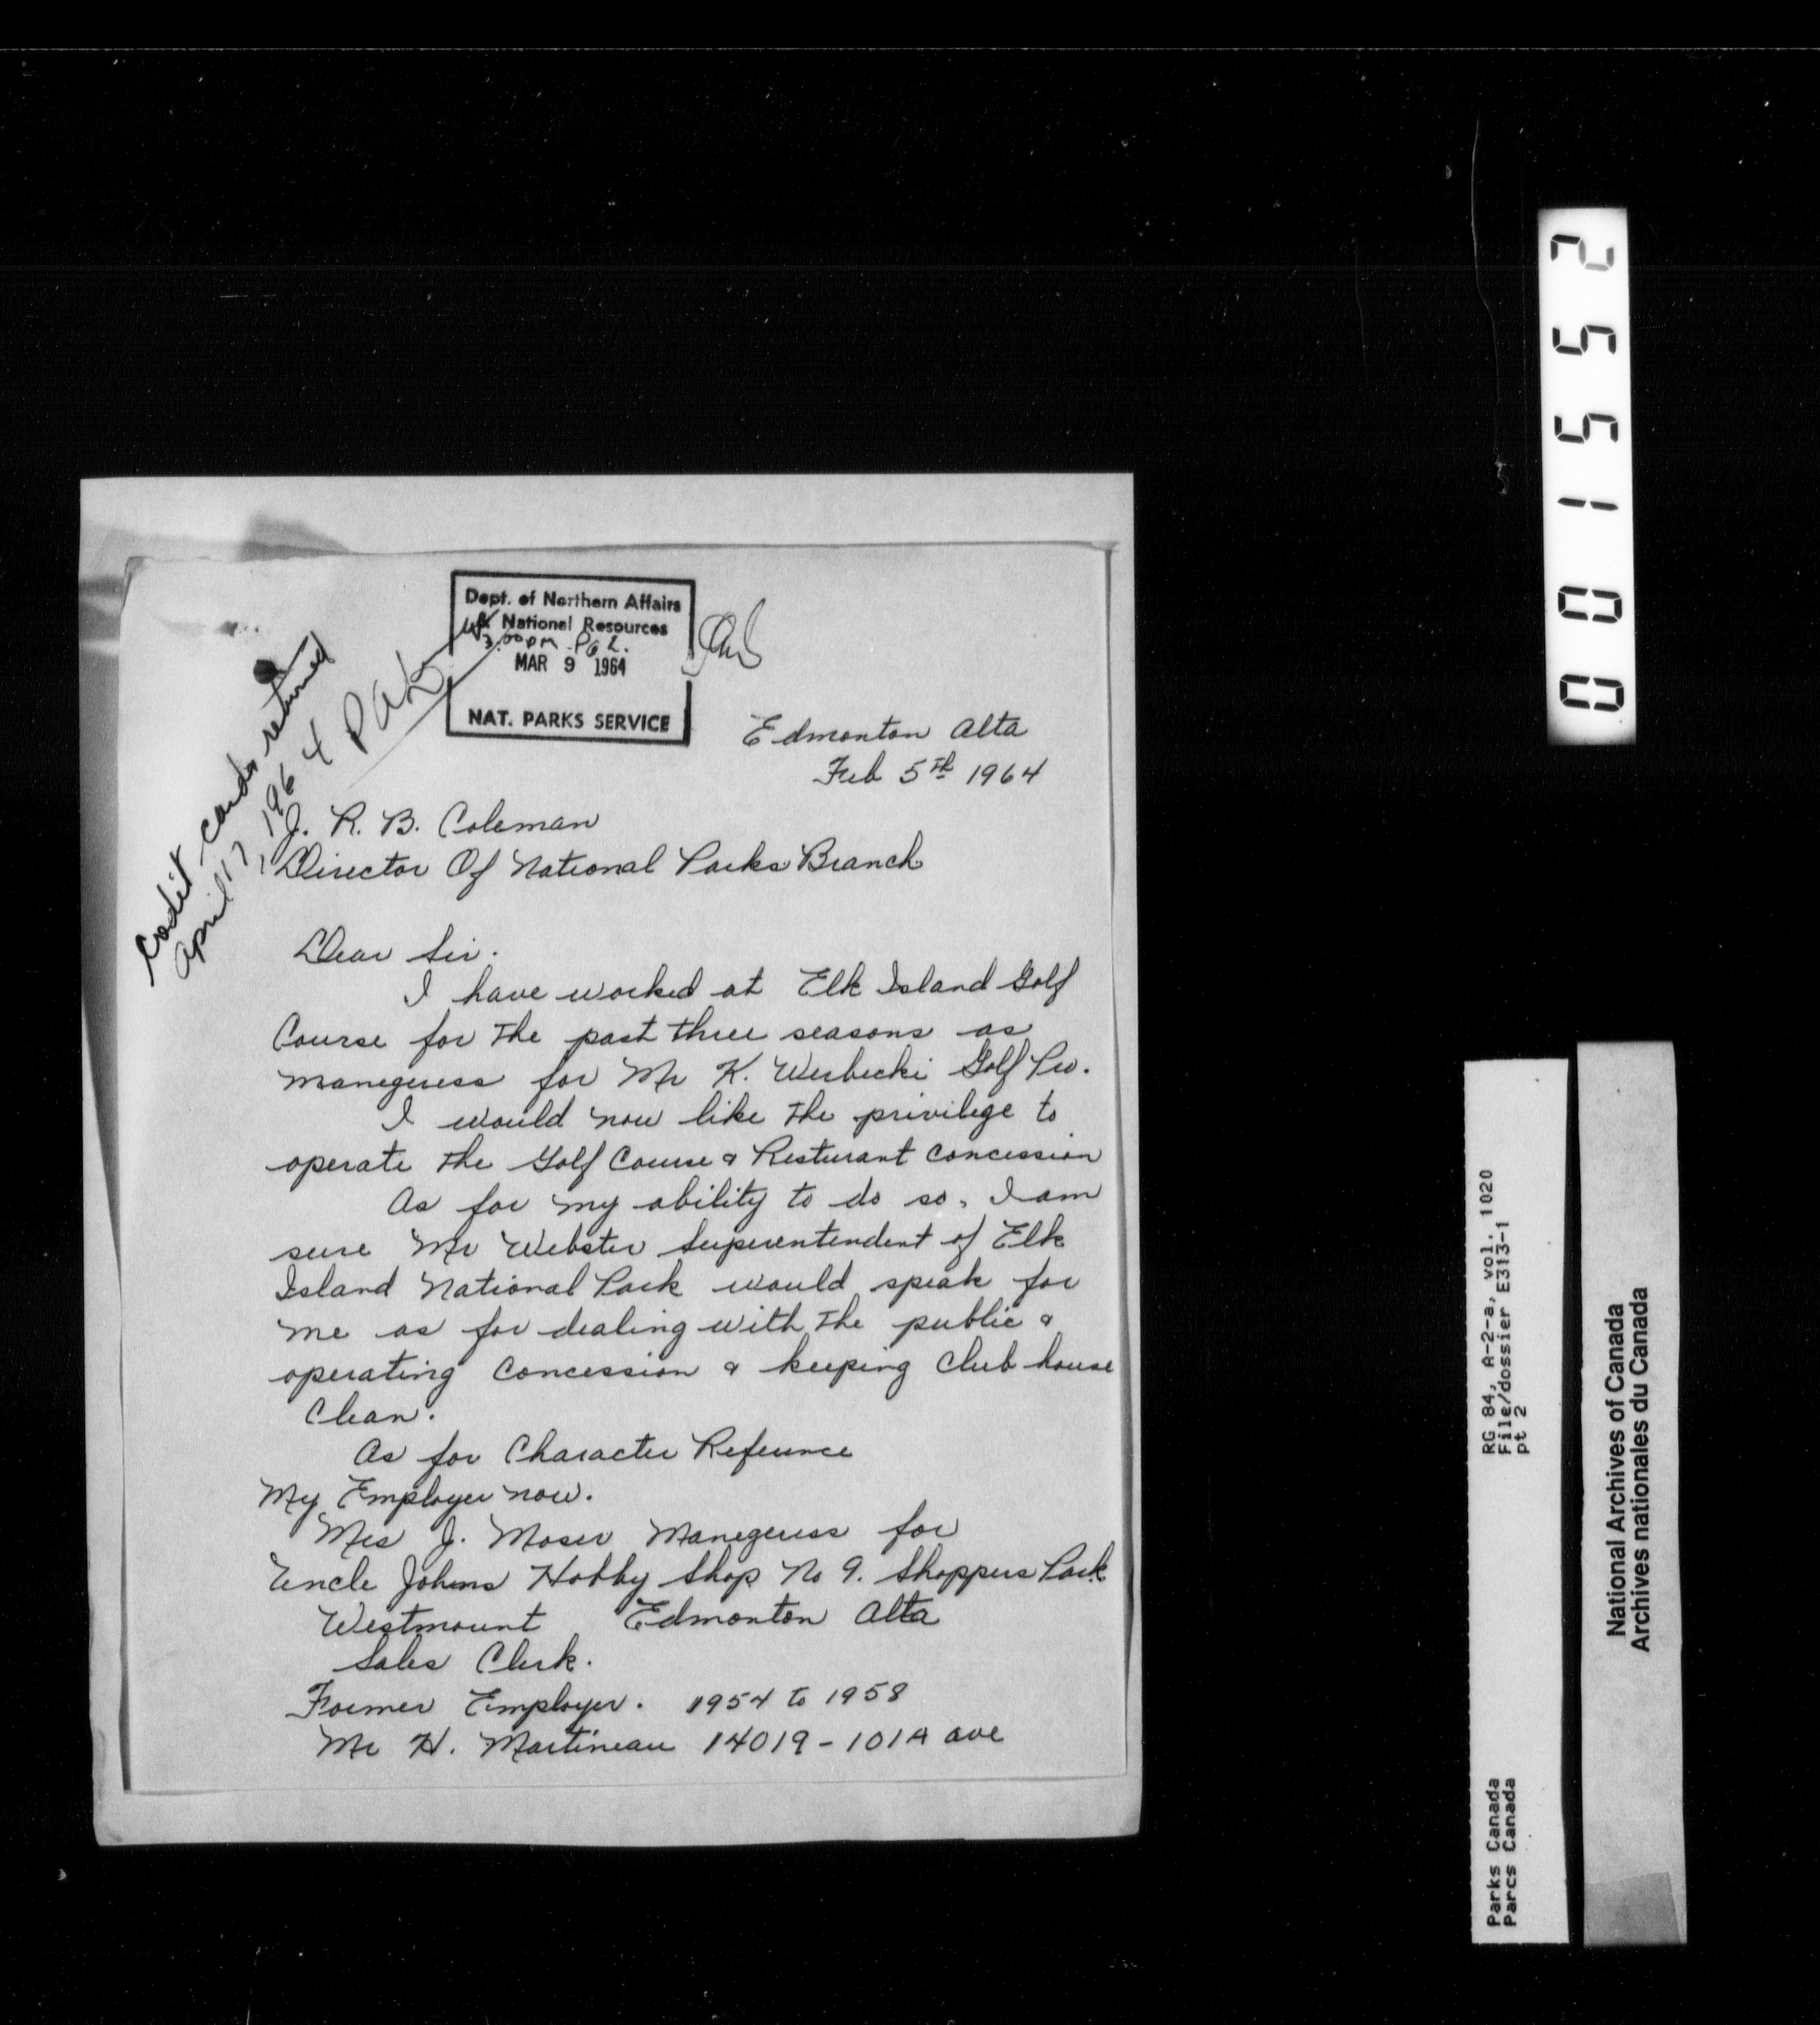 Dept. of Northern Affairs
& National Resources
3.00 pm
MAR 9 1964
NAT. PARKS SERVICE
credit cards returned
April 17, 1964
Edmonton Alta
Feb 5th 1964
J. R. B. Coleman
Director Of National Parks Branch
Dear Sir.
I have worked at Elk Island Golf
Course for the past three seasons as
manegeress for Mr K. Werbecki Golf Pro.
I would now like the privilege to
operate the Golf Course & Resturant Concession
As for my ability to do so, I am
sure Mr Webster Superentendent of Elk
Island National Park would speak for
me as for dealing with the public &
operating Concession & keeping Club house
Clean.
As for Character Reference
My Employer now.
Mrs J. Moser Manegeress for
Uncle Johns Hobby Shop No 9. Shoppers Park
Westmount Edmonton Alta
Sales Clerk.
Former Employer. 1954 to 1958
Mr H. Martineau 14019-101A ave
001552
RG 84, A-2-a, vol. 1020
File/dossier E313-1
pt 2
Parks Canada
Parcs Canada
National Archives of Canada
Archives nationales du Canada